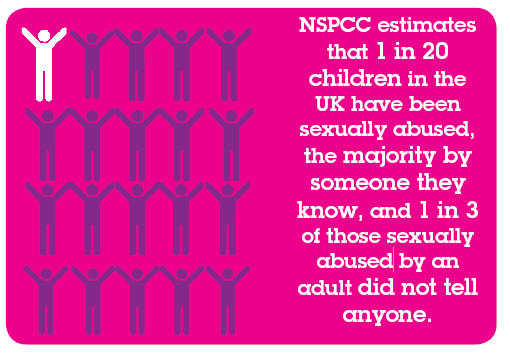 NSPCC estimates
that 1 in 20
children in the
UK have been
sexually abused,
the majority by
someone they
know, and 1 in 3
of those sexually
abused by an
adult did not tell
anyone.